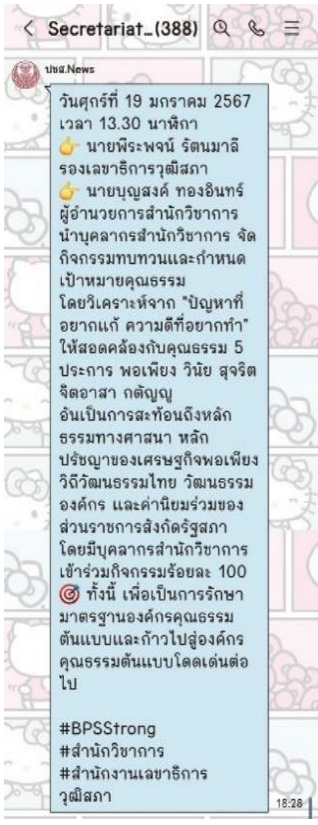 Secretariat_(388)
ปชส.News
วันศุกร์ที่ 19 มกราคม 2567
เวลา 13.30 นาฬิกา
👉 นายพีระพจน์ รัตนมาลี
รองเลขาธิการวุฒิสภา
👉 นายบุญสงค์ ทองอินทร์
ผู้อำนวยการสำนักวิชาการ
นำบุคลากรสำนักวิชาการ จัด
กิจกรรมทบทวนและกำหนด
เป้าหมายคุณธรรม
โดยวิเคราะห์จาก "ปัญหาที่
อยากแก้ ความดีที่อยากทำ"
ให้สอดคล้องกับคุณธรรม 5
ประการ พอเพียง วินัย สุจริต
จิตอาสา กตัญญู
อันเป็นการสะท้อนถึงหลัก
ธรรมทางศาสนา หลัก
ปรัชญาของเศรษฐกิจพอเพียง
วิถีวัฒนธรรมไทย วัฒนธรรม
องค์กร และค่านิยมร่วมของ
ส่วนราชการสังกัดรัฐสภา
โดยมีบุคลากรสำนักวิชาการ
เข้าร่วมกิจกรรมร้อยละ 100
🎯 ทั้งนี้ เพื่อเป็นการรักษา
มาตรฐานองค์กรคุณธรรม
ต้นแบบและก้าวไปสู่องค์กร
คุณธรรมต้นแบบโดดเด่นต่อ
ไป
#BPSStrong
#สำนักวิชาการ
#สำนักงานเลขาธิการ
วุฒิสภา
18:28